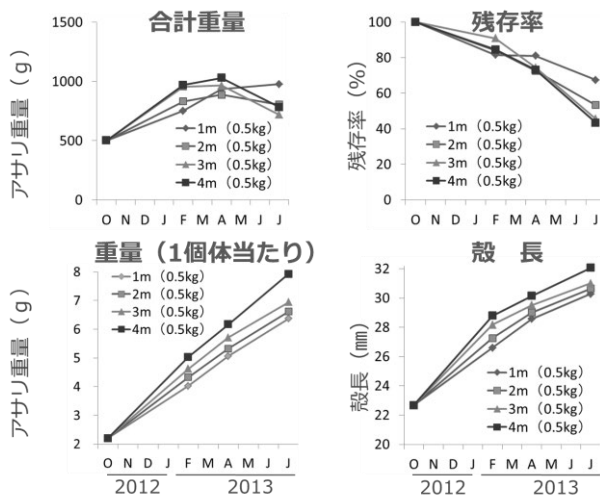 合計重量
アサリ重量(g)
1500
1000
500
0
1m(0.5kg)
2m(0.5kg)
3m(0.5kg)
4m(0.5kg)
O N D J F M A M J J
残存率
残存率(%)
100
80
60
40
20
0
1m(0.5kg)
2m(0.5kg)
3m(0.5kg)
4m(0.5kg)
O N D J F M A M J J
重量(1個体当たり)
アサリ重量(g)
8
7
6
5
4
3
2
1m(0.5kg)
2m(0.5kg)
3m(0.5kg)
4m(0.5kg)
O N D J F M A M J J
2012 2013
殻 長
殻長(㎜)
32
30
28
26
24
22
20
1m(0.5kg)
2m(0.5kg)
3m(0.5kg)
4m(0.5kg)
O N D J F M A M J J
2012 2013